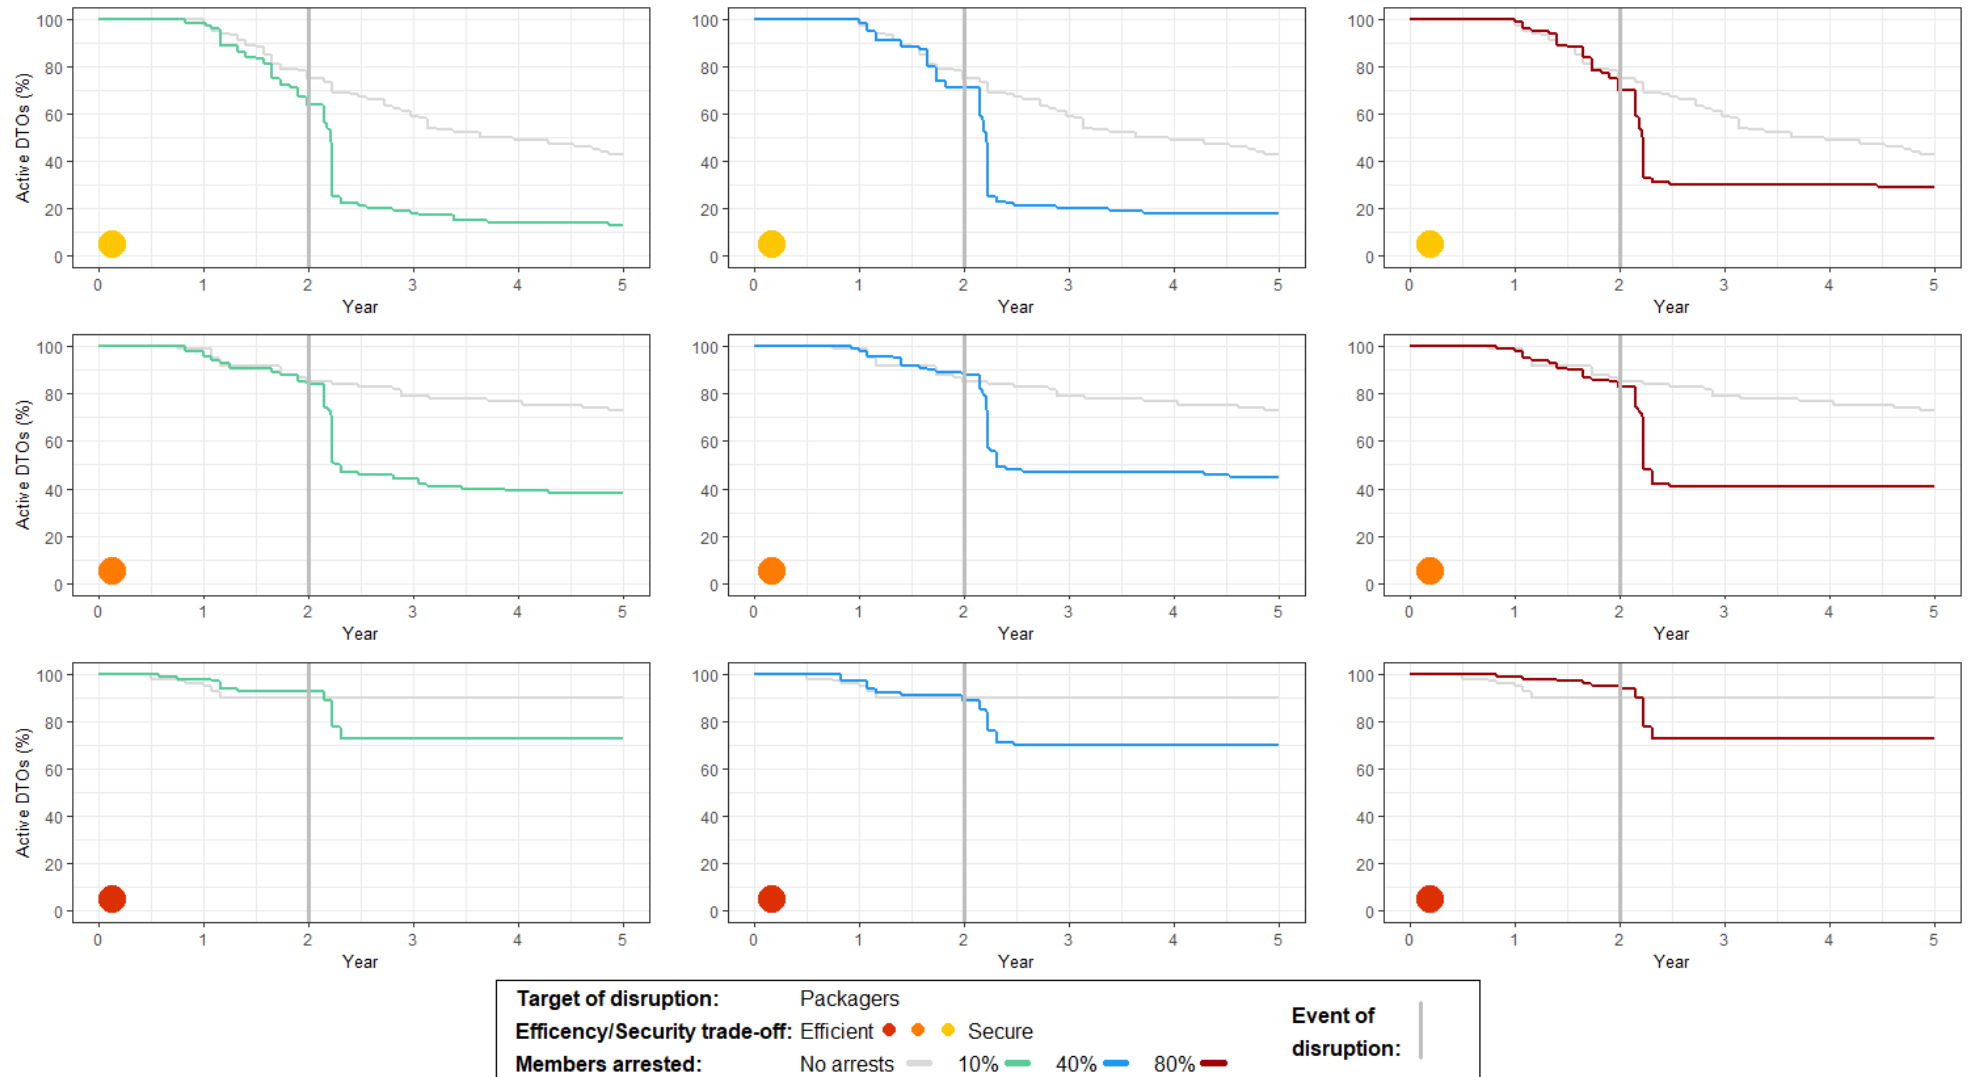 Active DTOs (%)
100
80
60
40
20
0
0 1 2 3 4 5
Year
100
80
60
40
20
0
0 1 2 3 4 5
Year
100
80
60
40
20
0
0 1 2 3 4 5
Year
Active DTOs (%)
100
80
60
40
20
0
0 1 2 3 4 5
Year
100
80
60
40
20
0
0 1 2 3 4 5
Year
100
80
60
40
20
0
0 1 2 3 4 5
Year
Active DTOs (%)
100
80
60
40
20
0
0 1 2 3 4 5
Year
100
80
60
40
20
0
0 1 2 3 4 5
Year
100
80
60
40
20
0
0 1 2 3 4 5
Year
Target of disruption: Packagers
Efficency/Security trade-off: Efficient Secure
Members arrested: No arrests 10% 40% 80%
Event of
disruption: